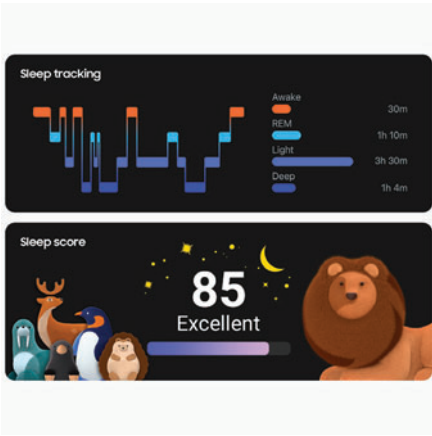 Sleep tracking
Awake
30m
REM
1h 10m
Light
3h 30m
Deep
1h 4m
Sleep score
85
Excellent